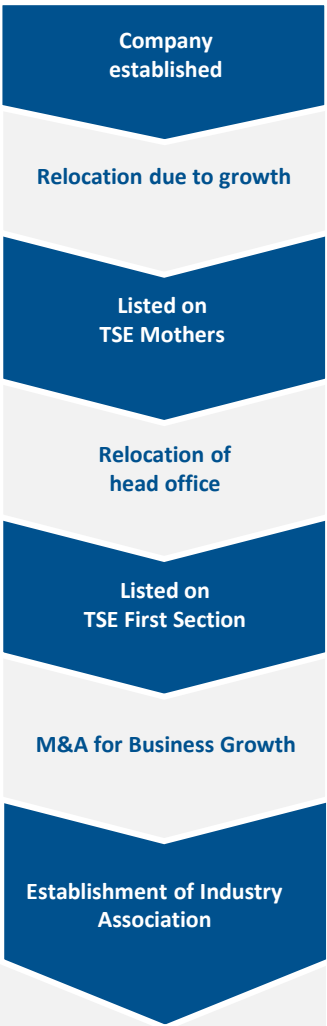 Company
established
Relocation due to growth
Listed on
TSE Mothers
Relocation of
head office
Listed on
TSE First Section
M&A for Business Growth
Establishment of Industry
Association